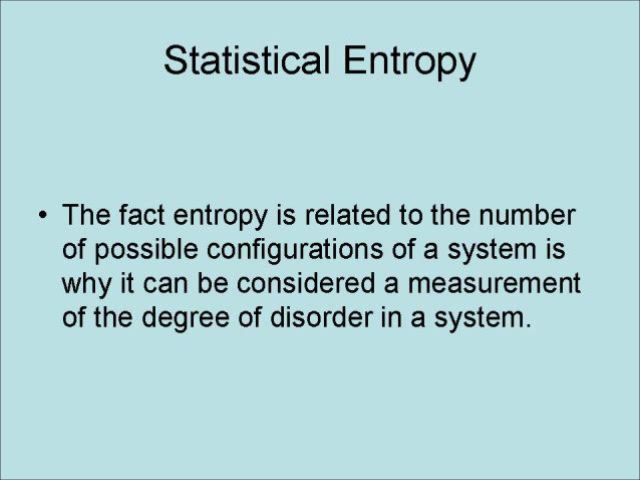 Statistical Entropy
• The fact entropy is related to the number
of possible configurations of a system is
why it can be considered a measurement
of the degree of disorder in a system.